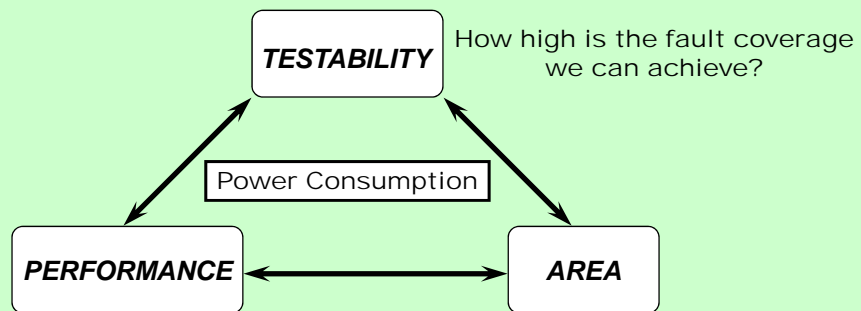 TESTABILITY
How high is the fault coverage
we can achieve?
Power Consumption
PERFORMANCE
AREA